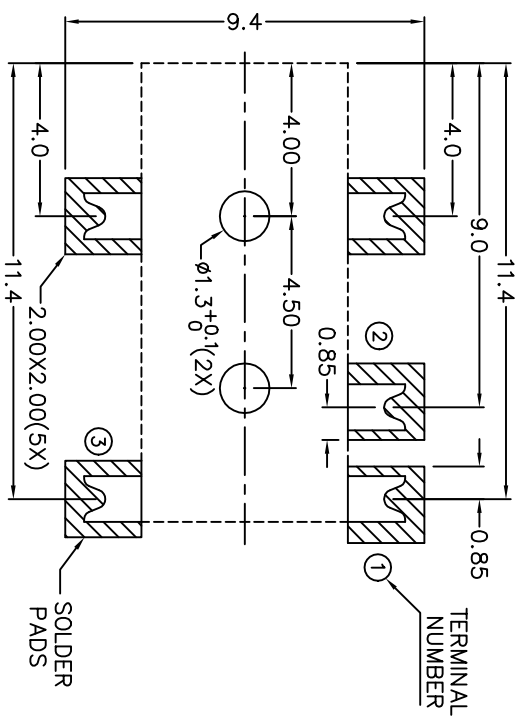 9.4
11.4
4.0
4.00
4.50
Ø1.3+0.1 0 (2X)
4.0
9.0
11.4
0.85
②
0.85
①
③
2.00X2.00(5X)
TERMINAL
NUMBER
SOLDER
PADS